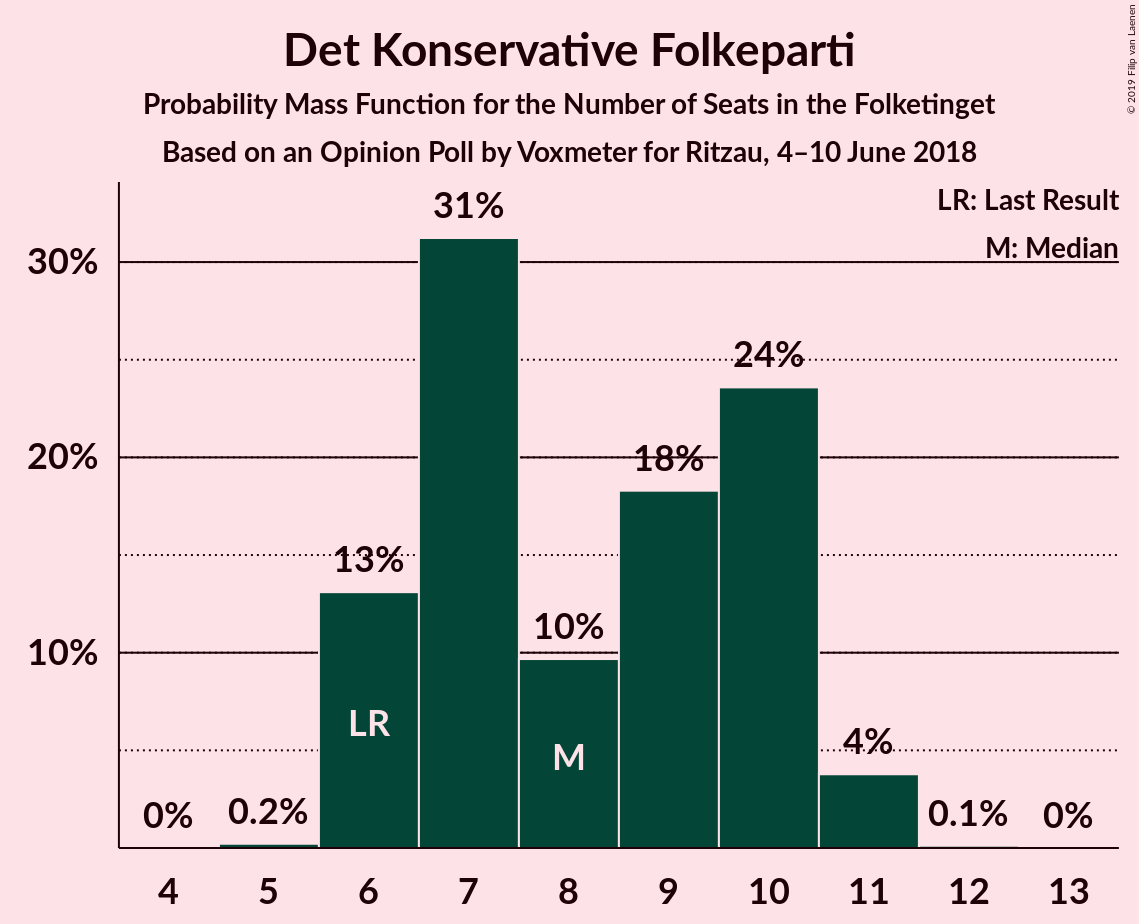 Det Konservative Folkeparti
Probability Mass Function for the Number of Seats in the Folketinget
Based on an Opinion Poll by Voxmeter for Ritzau, 4–10 June 2018
© 2019 Filip van Laenen
LR: Last Result
M: Median
30%
20%
10%
0%
0.2%
13%
31%
10%
18%
24%
4%
0.1%
0%
LR
M
4 5 6 7 8 9 10 11 12 13